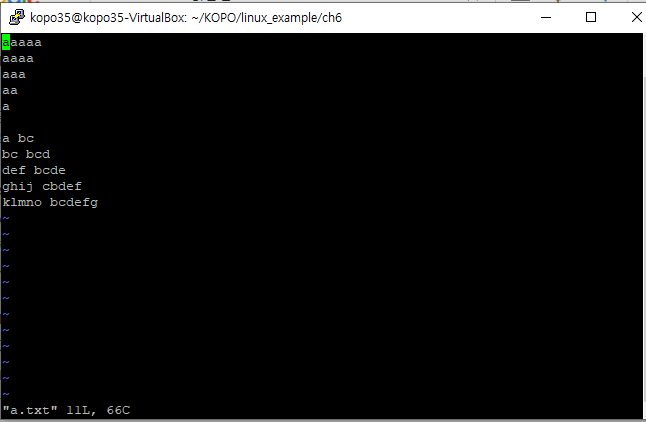 kopo35@kopo35-VirtualBox: ~/KOPO/linux_example/ch6
aaaaa
aaaa
aaa
aa
a
a bc
bc bcd
def bcde
ghij cbdef
klmno bcdefg
~
~
~
~
~
~
~
~
~
~
~
~
"a.txt" 11L, 66C